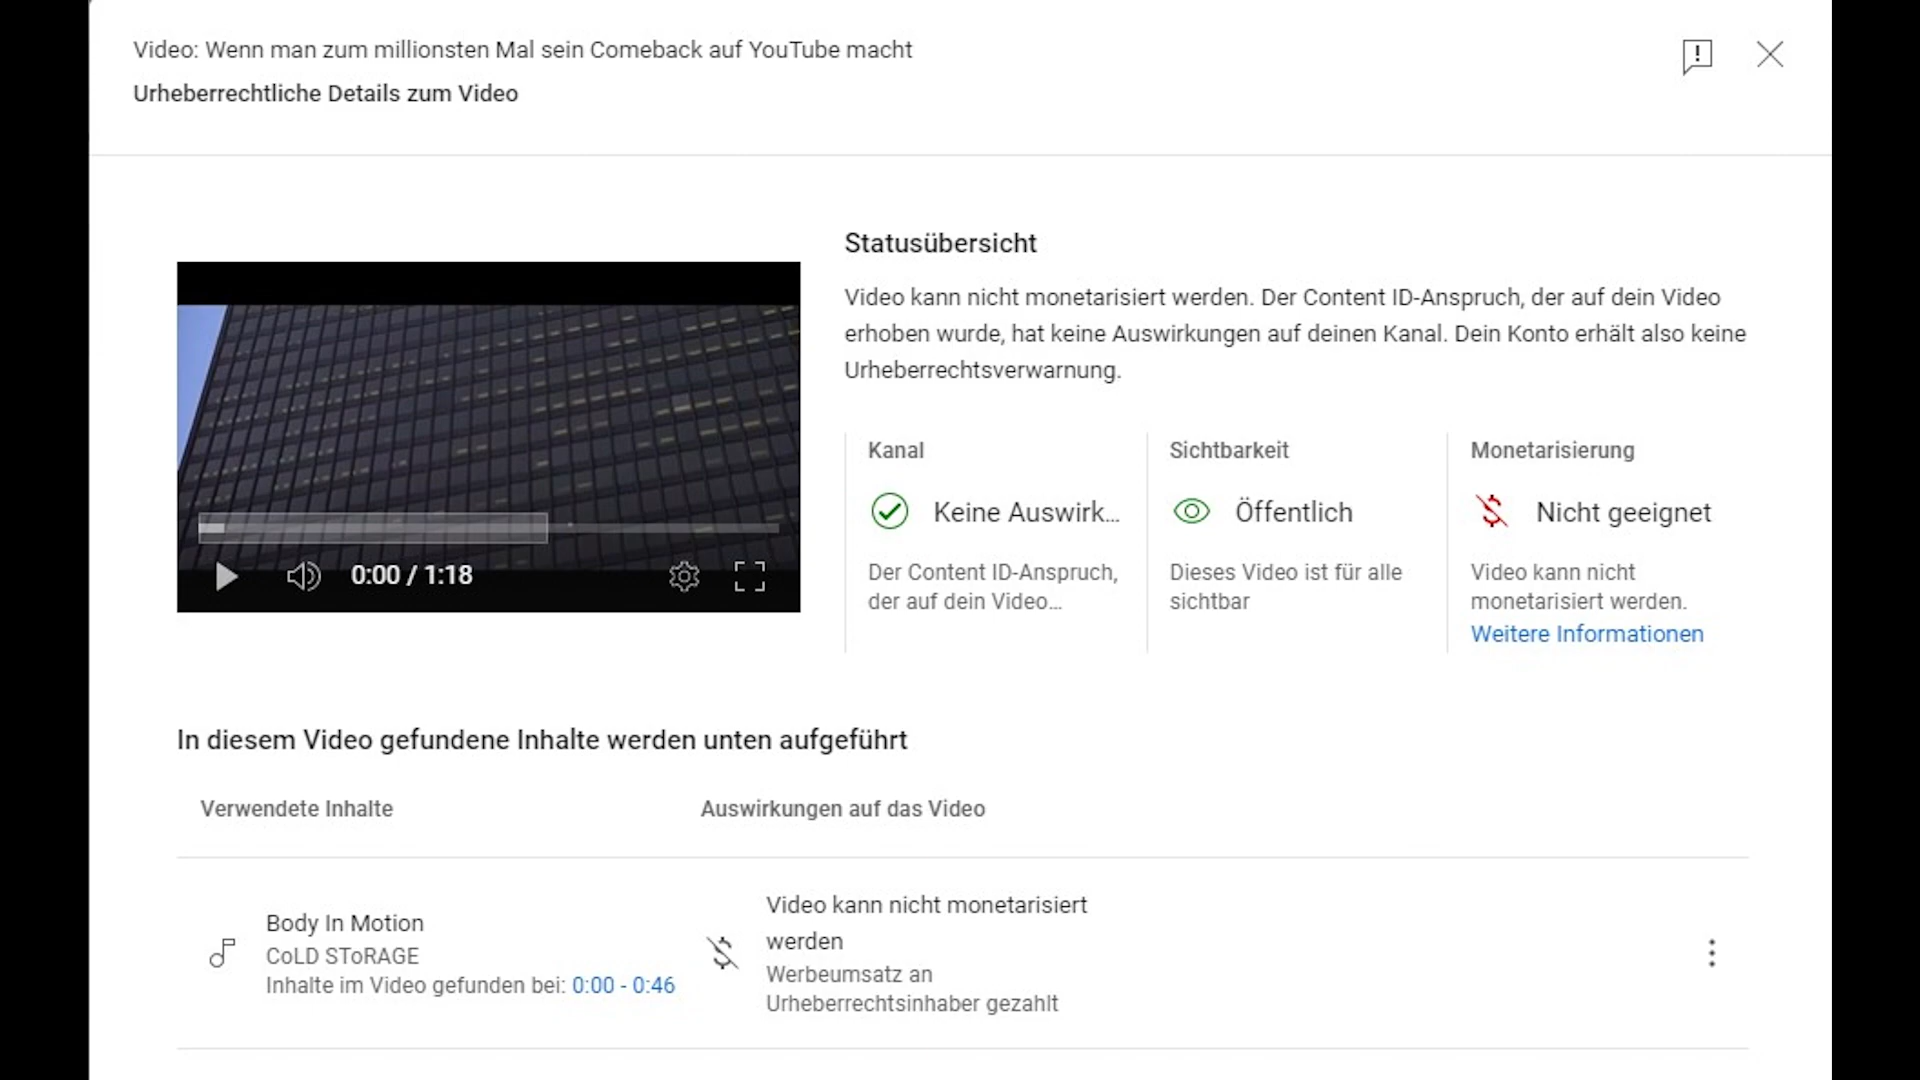 Video: Wenn man zum millionsten Mal sein Comeback auf YouTube macht
Urheberrechtliche Details zum Video
Statusübersicht
Video kann nicht monetarisiert werden. Der Content ID-Anspruch, der auf dein Video
erhoben wurde, hat keine Auswirkungen auf deinen Kanal. Dein Konto erhält also keine
Urheberrechtsverwarnung.
0:00 / 1:18
Kanal
Keine Auswirk...
Der Content ID-Anspruch,
der auf dein Video...
Sichtbarkeit
Öffentlich
Dieses Video ist für alle
sichtbar
Monetarisierung
Nicht geeignet
Video kann nicht
monetarisiert werden.
Weitere Informationen
In diesem Video gefundene Inhalte werden unten aufgeführt
Verwendete Inhalte
Auswirkungen auf das Video
Body In Motion
CoLD SToRAGE
Inhalte im Video gefunden bei: 0:00 - 0:46
Video kann nicht monetarisiert
werden
Werbeumsatz an
Urheberrechtsinhaber gezahlt